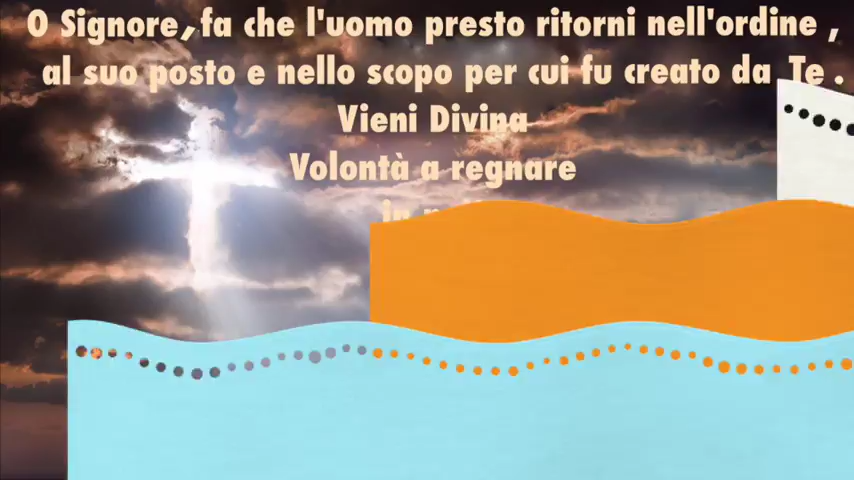 O Signore, fa che l'uomo presto ritorni nell'ordine ,
al suo posto e nello scopo per cui fu creato da Te .
Vieni Divina
Volontà a regnare
in